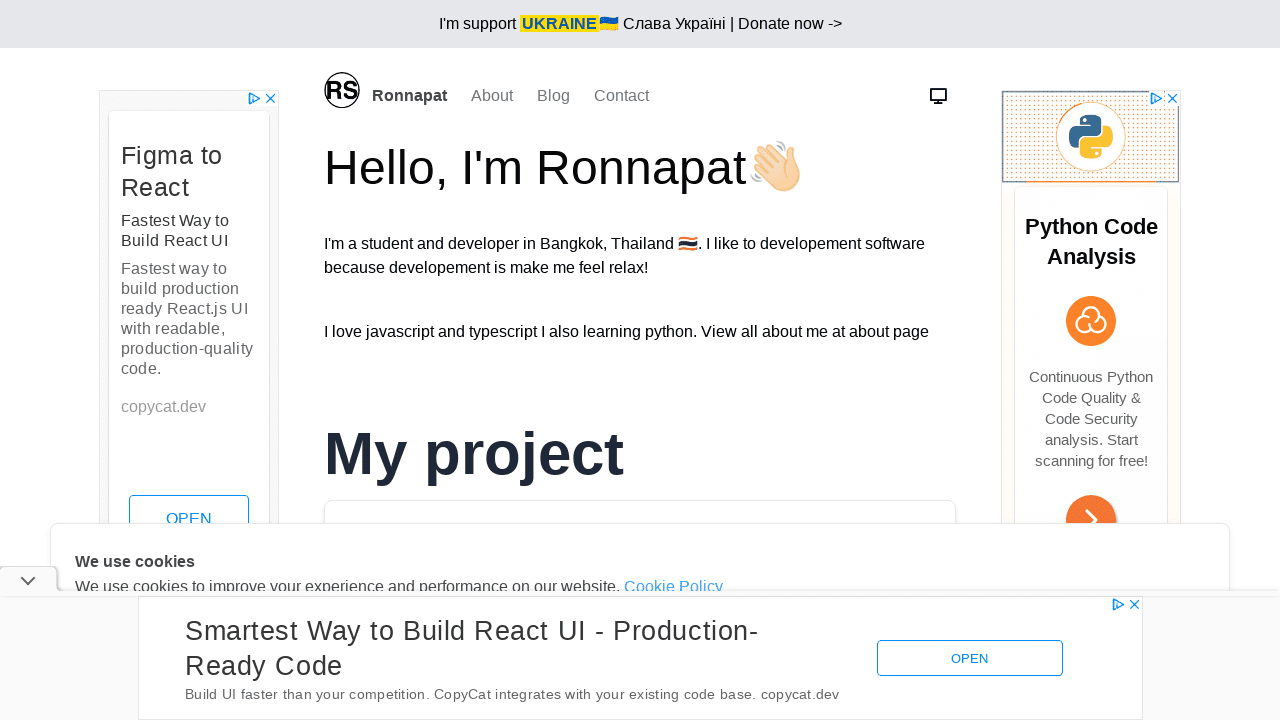 I'm support UKRAINE🇺🇦 Слава Україні | Donate now ->
RS Ronnapat About Blog Contact
Hello, I'm Ronnapat👋🏻
I'm a student and developer in Bangkok, Thailand 🇹🇭. I like to developement software
because developement is make me feel relax!
I love javascript and typescript I also learning python. View all about me at about page
My project
Figma to
React
Fastest Way to
Build React UI
Fastest way to
build production
ready React.js UI
with readable,
production-quality
code.
copycat.dev
OPEN
Python Code
Analysis
Continuous Python
Code Quality &
Code Security
analysis. Start
scanning for free!
We use cookies
We use cookies to improve your experience and performance on our website. Cookie Policy
Smartest Way to Build React UI - Production-
Ready Code
Build UI faster than your competition. CopyCat integrates with your existing code base. copycat.dev
OPEN